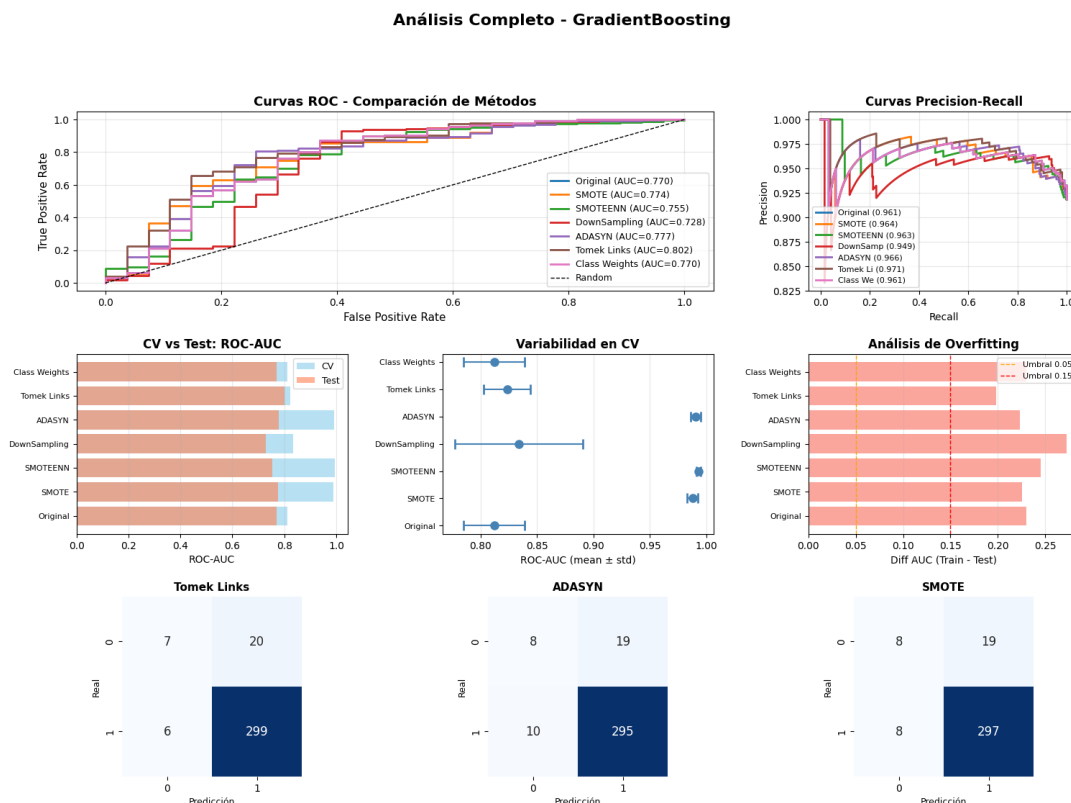 Análisis Completo - GradientBoosting
Curvas ROC - Comparación de Métodos
True Positive Rate
1.0
0.8
0.6
0.4
0.2
0.0
Original (AUC=0.770)
SMOTE (AUC=0.774)
SMOTEENN (AUC=0.755)
DownSampling (AUC=0.728)
ADASYN (AUC=0.777)
Tomek Links (AUC=0.802)
Class Weights (AUC=0.770)
Random
0.0 0.2 0.4 0.6 0.8 1.0
False Positive Rate
Curvas Precision-Recall
Precision
1.000
0.975
0.950
0.925
0.900
0.875
0.850
0.825
Original (0.961)
SMOTE (0.964)
SMOTEENN (0.963)
DownSamp (0.949)
ADASYN (0.966)
Tomek Li (0.971)
Class We (0.961)
0.0 0.2 0.4 0.6 0.8 1.0
Recall
CV vs Test: ROC-AUC
CV
Test
Class Weights
Tomek Links
ADASYN
DownSampling
SMOTEENN
SMOTE
Original
0.0 0.2 0.4 0.6 0.8 1.0
ROC-AUC
Variabilidad en CV
Class Weights
Tomek Links
ADASYN
DownSampling
SMOTEENN
SMOTE
Original
0.80 0.85 0.90 0.95 1.00
ROC-AUC (mean ± std)
Análisis de Overfitting
Umbral 0.05
Umbral 0.15
Class Weights
Tomek Links
ADASYN
DownSampling
SMOTEENN
SMOTE
Original
0.00 0.05 0.10 0.15 0.20 0.25
Diff AUC (Train - Test)
Tomek Links
Real
0
7 20
1
6 299
0 1
Predicción
ADASYN
Real
0
8 19
1
10 295
0 1
Predicción
SMOTE
Real
0
8 19
1
8 297
0 1
Predicción